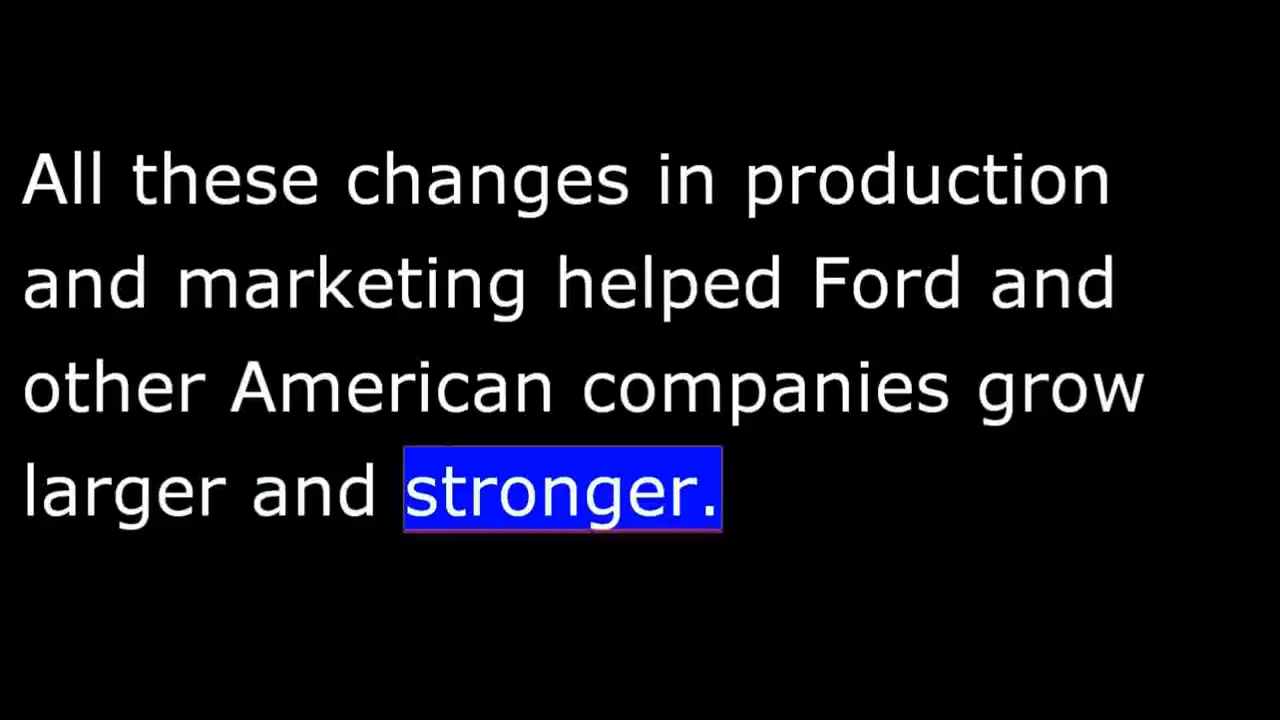 All these changes in production
and marketing helped Ford and
other American companies grow
larger and stronger.